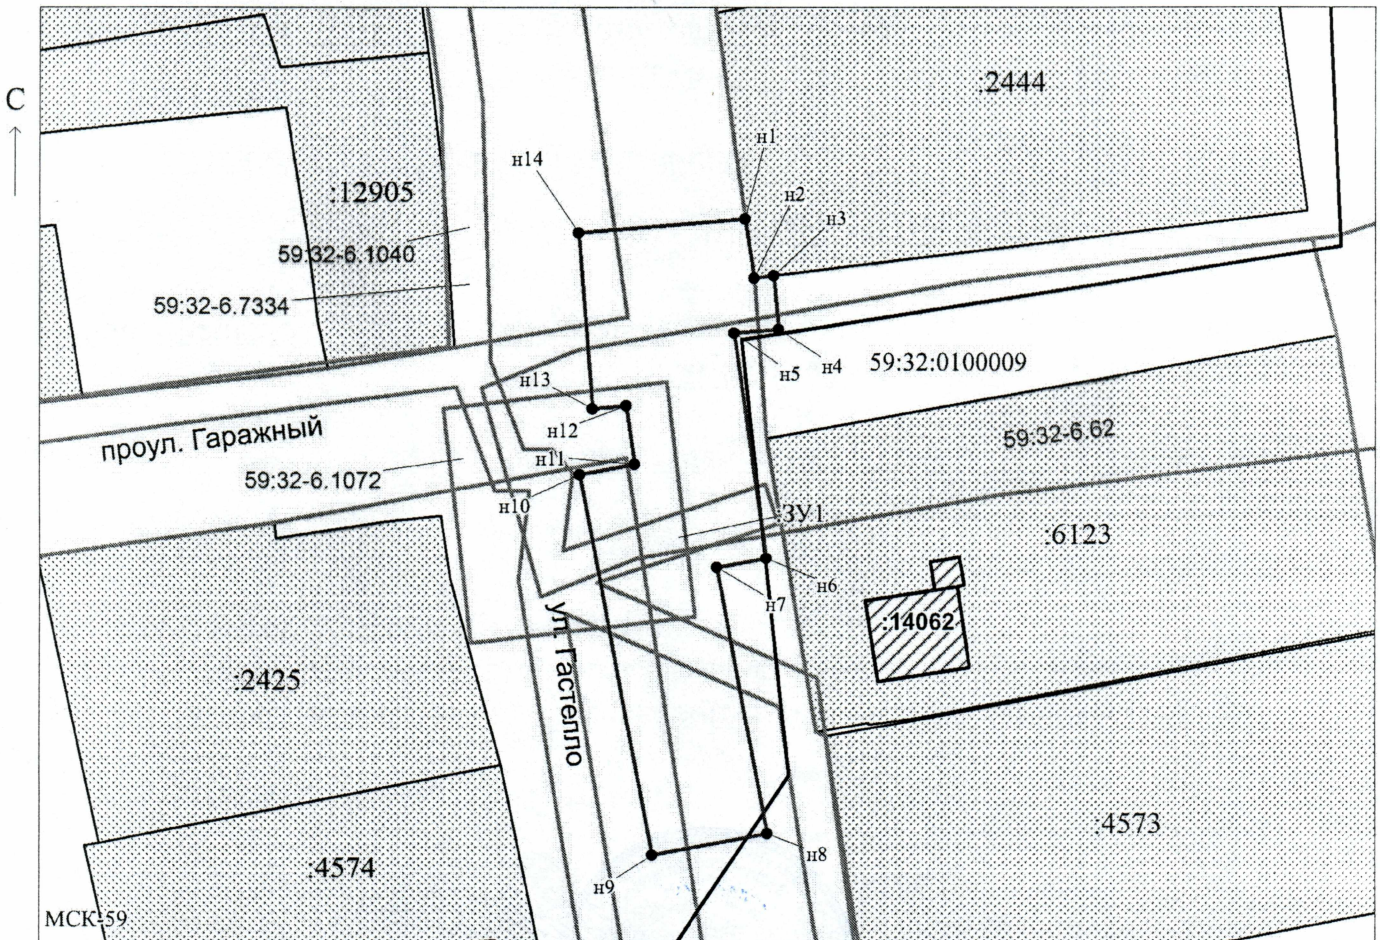 :2444
С
н1
н14
:12905
н2
н3
59:32-6.1040
59:32-6.7334
н5
н4
59:32:0100009
н13
проул. Гаражный
н12
59:32-6.62
н11
59:32-6.1072
н10
:ЗУ1
:6123
н6
н7
:14062
ул. Гастелло
:2425
:4573
н8
:4574
н9
МСК-59